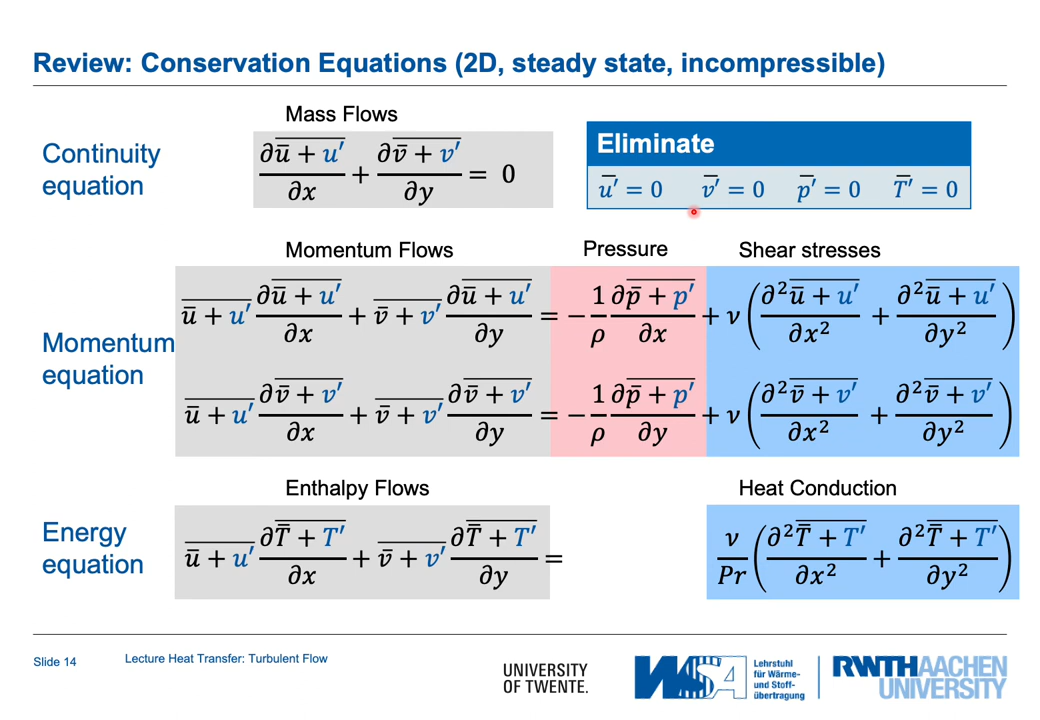 Review: Conservation Equations (2D, steady state, incompressible)
Mass Flows
Continuity equation
∂(u̅ + u′)‾/∂x + ∂(v̅ + v′)‾/∂y = 0
Eliminate
u̅′ = 0 v̅′ = 0 p̅′ = 0 T̅′ = 0
Momentum Flows
Pressure
Shear stresses
Momentum equation
(u̅ + u′)‾ ∂(u̅ + u′)‾/∂x + (v̅ + v′)‾ ∂(u̅ + u′)‾/∂y = −1/ρ ∂(p̅ + p′)‾/∂x + ν(∂²(u̅ + u′)‾/∂x² + ∂²(u̅ + u′)‾/∂y²)
(u̅ + u′)‾ ∂(v̅ + v′)‾/∂x + (v̅ + v′)‾ ∂(v̅ + v′)‾/∂y = −1/ρ ∂(p̅ + p′)‾/∂y + ν(∂²(v̅ + v′)‾/∂x² + ∂²(v̅ + v′)‾/∂y²)
Enthalpy Flows
Heat Conduction
Energy equation
(u̅ + u′)‾ ∂(T̅ + T′)‾/∂x + (v̅ + v′)‾ ∂(T̅ + T′)‾/∂y = ν/Pr (∂²(T̅ + T′)‾/∂x² + ∂²(T̅ + T′)‾/∂y²)
Slide 14
Lecture Heat Transfer: Turbulent Flow
UNIVERSITY
OF TWENTE.
WSA
Lehrstuhl
für Wärme-
und Stoff-
übertragung
RWTHAACHEN
UNIVERSITY